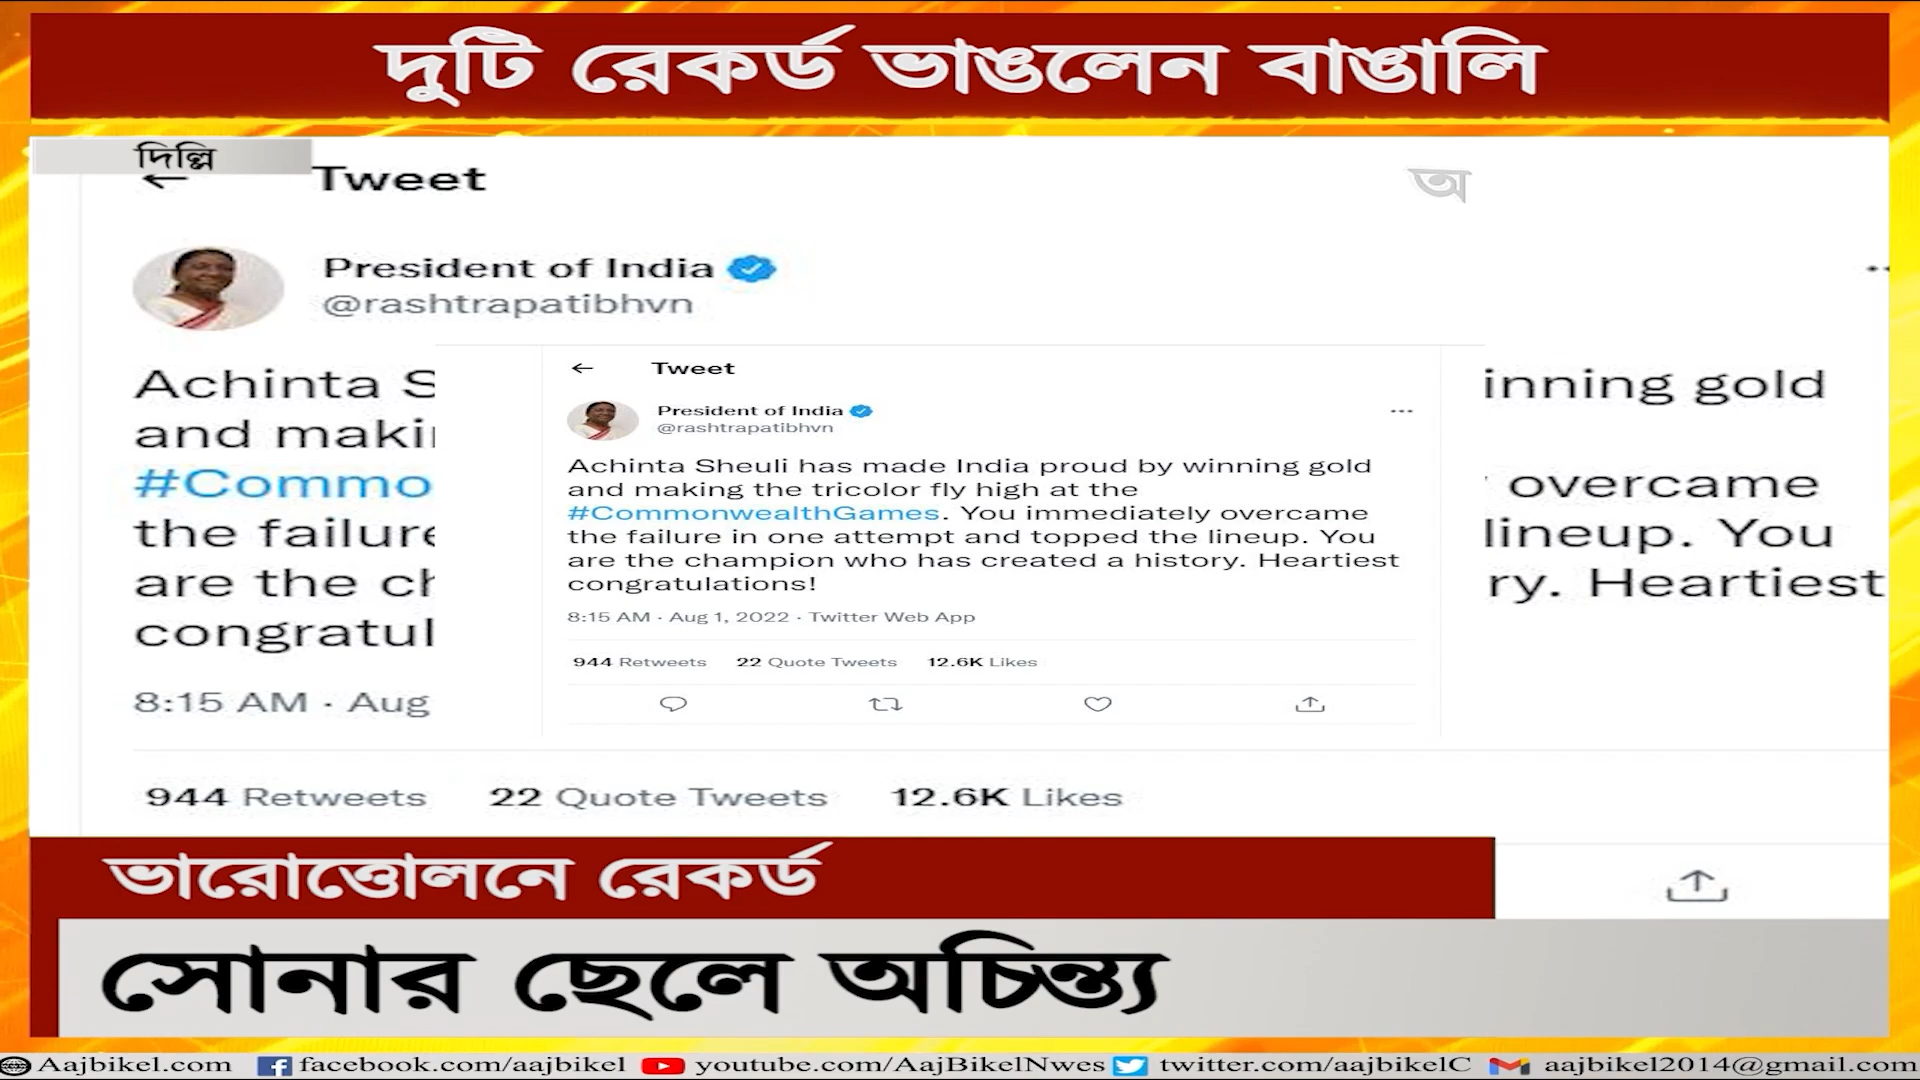 দুটি রেকর্ড ভাঙলেন বাঙালি
দিল্লি
Tweet
অ
President of India
@rashtrapatibhvn
Achinta S
inning gold
and maki
#Commo
overcame
the failure
lineup. You
are the ch
ry. Heartiest
congratul
8:15 AM · Aug
Tweet
President of India
@rashtrapatibhvn
Achinta Sheuli has made India proud by winning gold
and making the tricolor fly high at the
#CommonwealthGames. You immediately overcame
the failure in one attempt and topped the lineup. You
are the champion who has created a history. Heartiest
congratulations!
8:15 AM · Aug 1, 2022 · Twitter Web App
944 Retweets 22 Quote Tweets 12.6K Likes
944 Retweets 22 Quote Tweets 12.6K Likes
ভারোত্তোলনে রেকর্ড
সোনার ছেলে অচিন্ত্য
Aajbikel.com facebook.com/aajbikel youtube.com/AajBikelNwes twitter.com/aajbikelC aajbikel2014@gmail.com